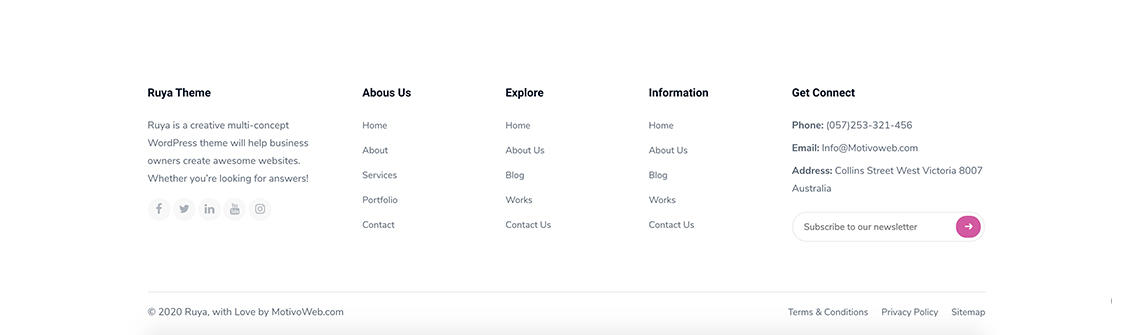 Ruya Theme
Ruya is a creative multi-concept
WordPress theme will help business
owners create awesome websites.
Whether you're looking for answers!
Abous Us
Home
About
Services
Portfolio
Contact
Explore
Home
About Us
Blog
Works
Contact Us
Information
Home
About Us
Blog
Works
Contact Us
Get Connect
Phone: (057)253-321-456
Email: Info@Motivoweb.com
Address: Collins Street West Victoria 8007
Australia
Subscribe to our newsletter
© 2020 Ruya, with Love by MotivoWeb.com
Terms & Conditions Privacy Policy Sitemap